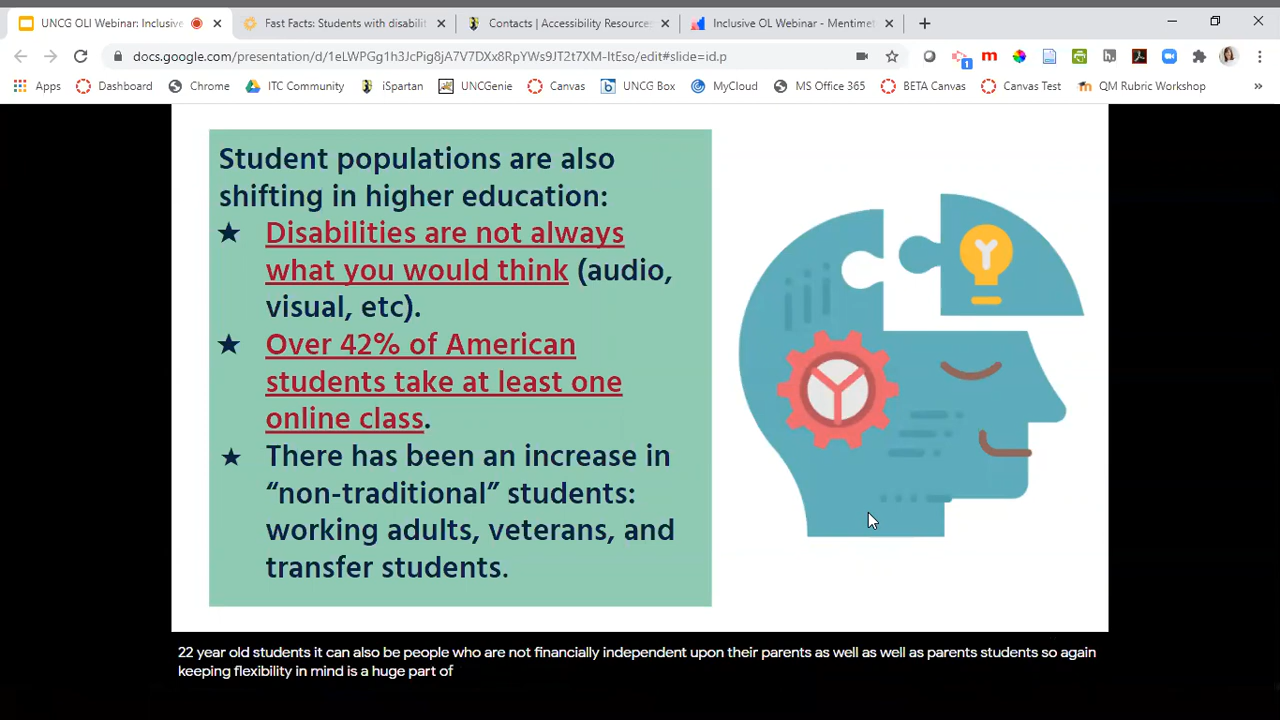 UNCG OLI Webinar: Inclusive
Fast Facts: Students with disabilit
Contacts | Accessibility Resources
Inclusive OL Webinar - Mentimet
docs.google.com/presentation/d/1eLWPGq1h3JcPig8iA7V7DXx8RpYWs9JT2t7XM-ItEso/edit#slide=id.p
Apps
Dashboard
Chrome
ITC Community
iSpartan
UNCGenie
Canvas
UNCG Box
MyCloud
MS Office 365
BETA Canvas
Canvas Test
QM Rubric Workshop
»
Student populations are also
shifting in higher education:
★ Disabilities are not always
what you would think (audio,
visual, etc).
★ Over 42% of American
students take at least one
online class.
★ There has been an increase in
“non-traditional” students:
working adults, veterans, and
transfer students.
22 year old students it can also be people who are not financially independent upon their parents as well as well as parents students so again
keeping flexibility in mind is a huge part of